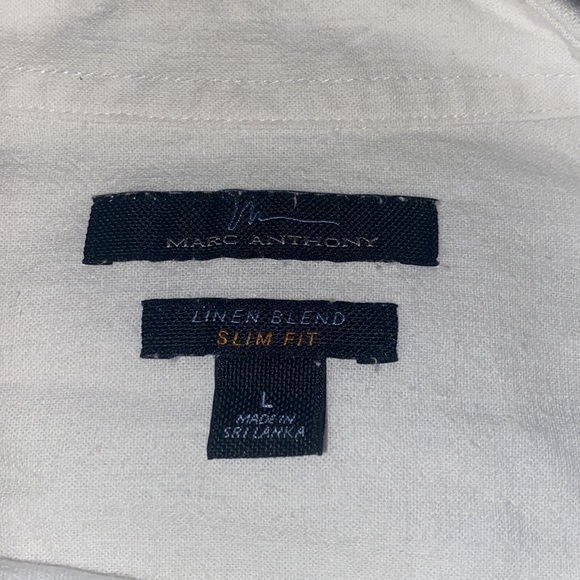 MARC ANTHONY
LINEN BLEND
SLIM FIT
L
MADE IN
SRI LANKA